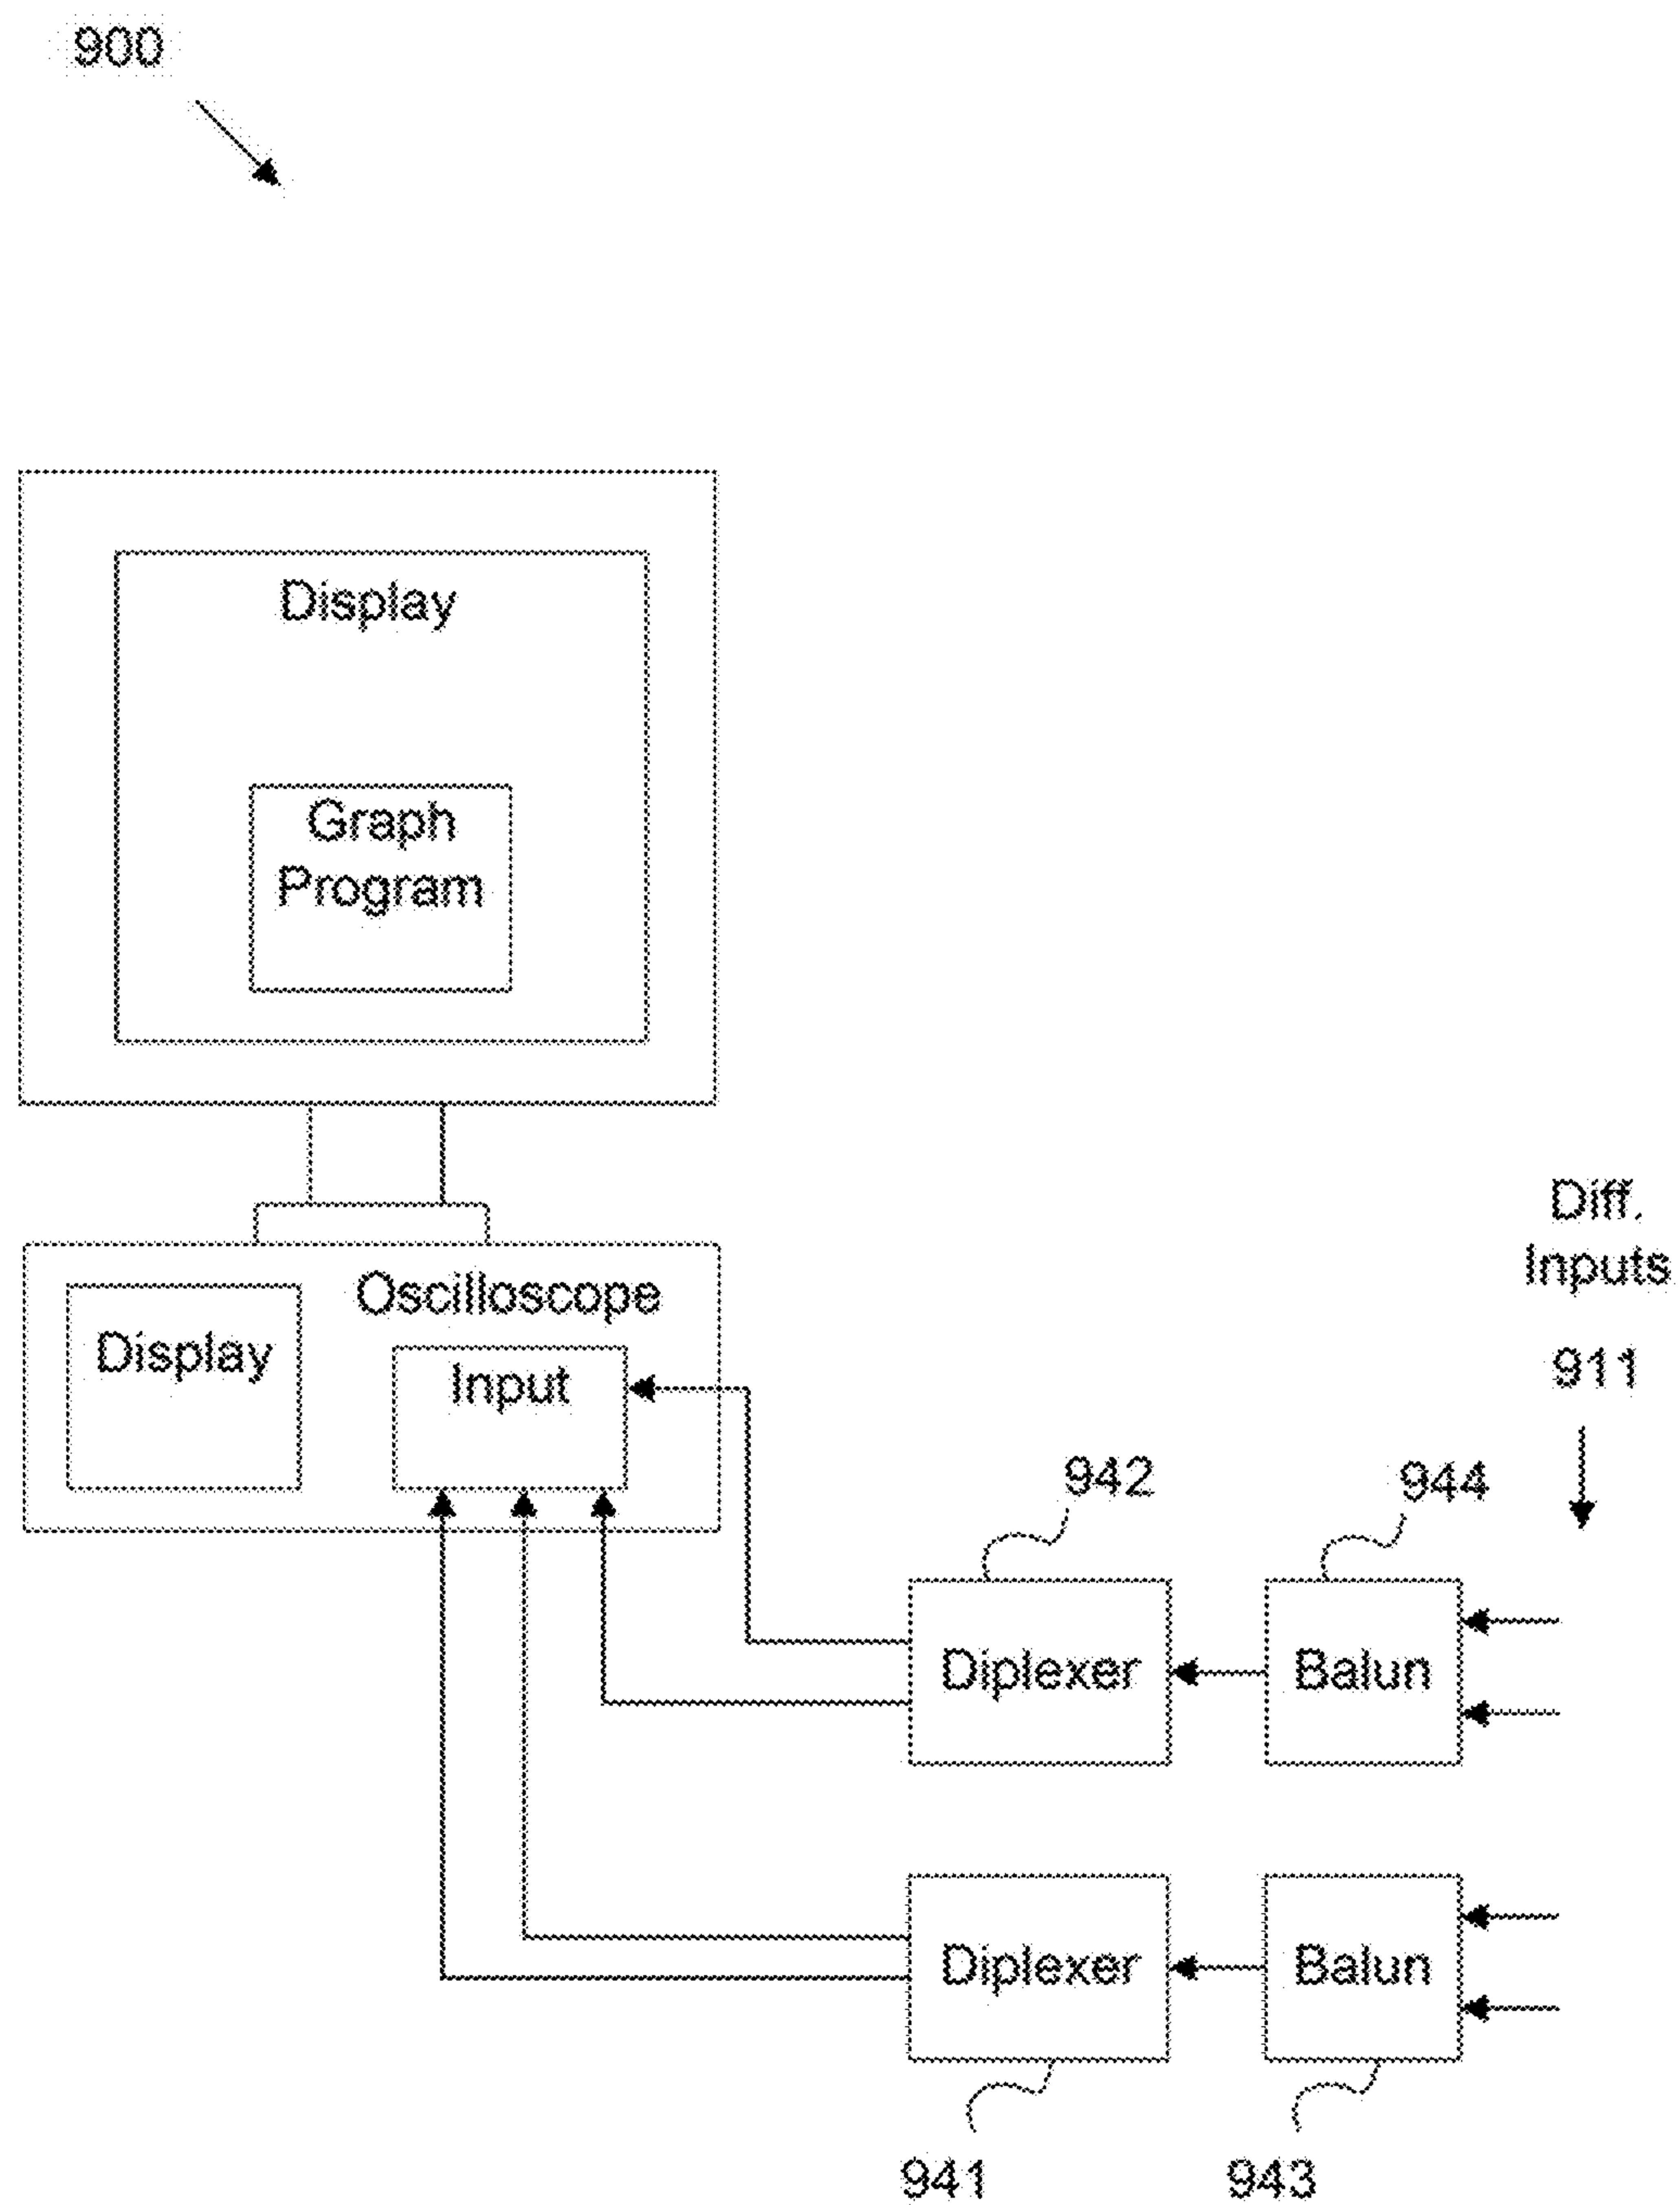 900
Display
Graph
Program
Diff.
Inputs
911
Oscilloscope
Display
Input
942
944
Diplexer
Balun
Diplexer
Balun
941
943